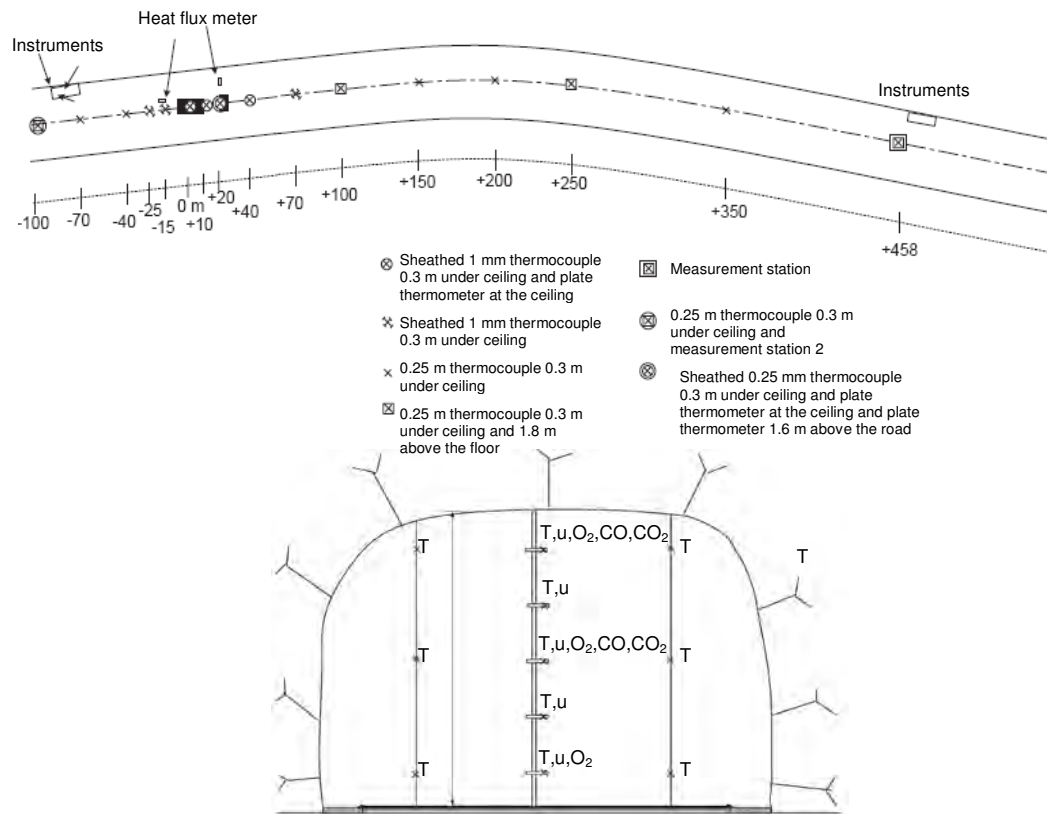 Heat flux meter
Instruments
Instruments
-100
-70
-40
-25
-15
0 m
+10
+20
+40
+70
+100
+150
+200
+250
+350
+458
Sheathed 1 mm thermocouple
0.3 m under ceiling and plate
thermometer at the ceiling
Sheathed 1 mm thermocouple
0.3 m under ceiling
0.25 m thermocouple 0.3 m
under ceiling
0.25 m thermocouple 0.3 m
under ceiling and 1.8 m
above the floor
Measurement station
0.25 m thermocouple 0.3 m
under ceiling and
measurement station 2
Sheathed 0.25 mm thermocouple
0.3 m under ceiling and plate
thermometer at the ceiling and plate
thermometer 1.6 m above the road
T T,u,O₂,CO,CO₂ T T
T,u
T T,u,O₂,CO,CO₂ T
T,u
T T,u,O₂ T